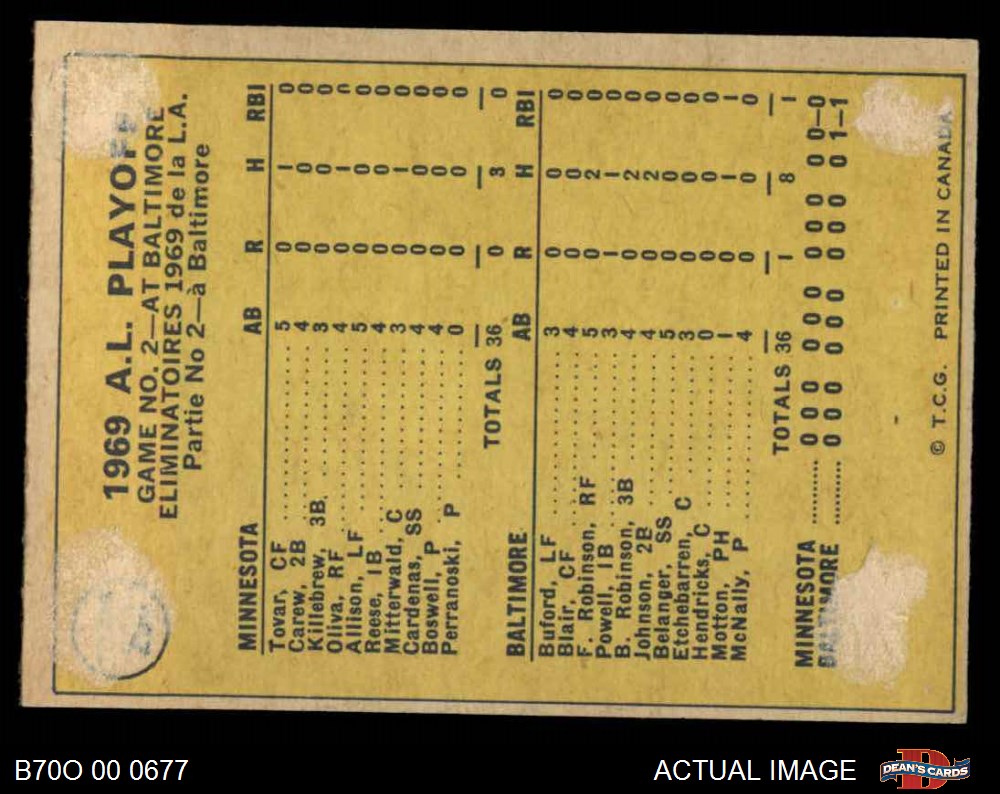 1969 A.L. PLAYOFF
GAME NO. 2—AT BALTIMORE
ELIMINATOIRES 1969 de la L.A.
Partie No 2—à Baltimore
MINNESOTA AB R H RBI
Tovar, CF 5 0 1 0
Carew, 2B 4 0 0 0
Killebrew, 3B 3 0 0 0
Oliva, RF 4 0 1 0
Allison, LF 5 0 0 0
Reese, 1B 4 0 0 0
Mitterwald, C 3 0 1 0
Cardenas, SS 4 0 0 0
Boswell, P 4 0 0 0
Perranoski, P 0 0 0 0
TOTALS 36 0 3 0
BALTIMORE AB R H RBI
Buford, LF 3 0 0 0
Blair, CF 4 0 0 0
F. Robinson, RF 5 0 2 0
Powell, 1B 3 1 1 0
B. Robinson, 3B 4 0 2 0
Johnson, 2B 4 0 2 0
Belanger, SS 5 0 0 0
Etchebarren, C 3 0 0 0
Hendricks, C 0 0 0 0
Motton, PH 1 0 1 1
McNally, P 4 0 0 0
TOTALS 36 1 8 1
MINNESOTA 000 000 000 00—0
BALTIMORE 000 000 000 01—1
© T.C.G. PRINTED IN CANADA
B70O 00 0677
ACTUAL IMAGE
DEAN'S CARDS